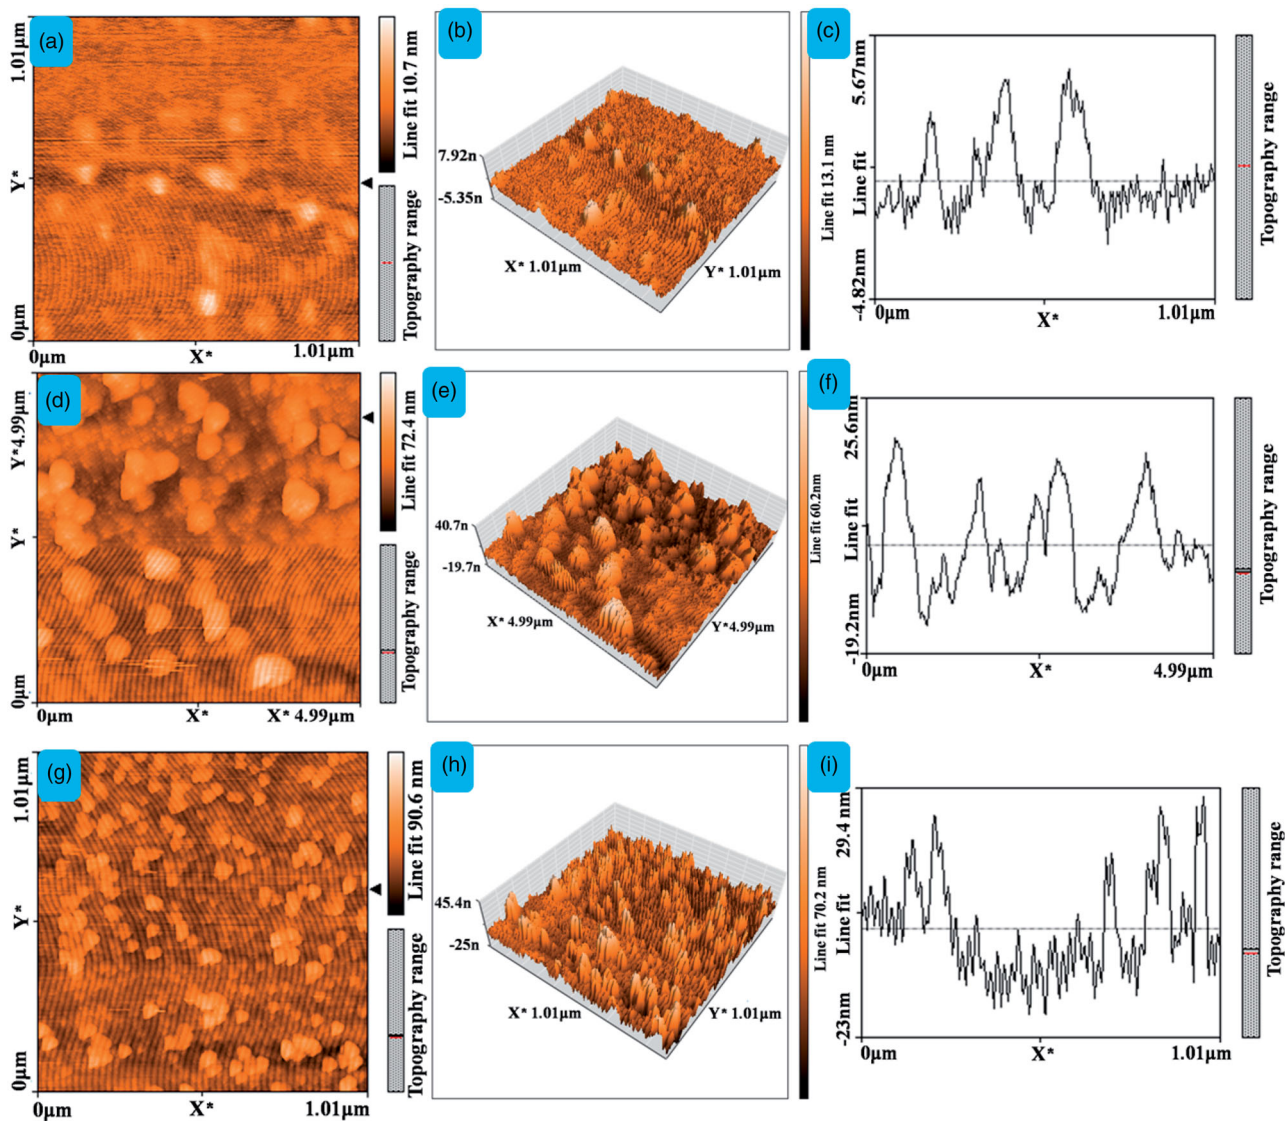 (a)
1.01µm
Y*
0µm
0µm
X*
1.01µm
Line fit 10.7 nm
Topography range
(b)
7.92n
-5.35n
X* 1.01µm
Y* 1.01µm
Line fit 13.1 nm
(c)
5.67nm
Line fit
-4.82nm
0µm
X*
1.01µm
Topography range
(d)
Y*4.99µm
Y*
0µm
0µm
X*
X* 4.99µm
Line fit 72.4 nm
Topography range
(e)
40.7n
-19.7n
X* 4.99µm
Y*4.99µm
Line fit 60.2nm
(f)
25.6nm
Line fit
-19.2nm
0µm
X*
4.99µm
Topography range
(g)
1.01µm
Y*
0µm
0µm
X*
1.01µm
Line fit 90.6 nm
Topography range
(h)
45.4n
-25n
X* 1.01µm
Y* 1.01µm
Line fit 70.2 nm
(i)
29.4 nm
Line fit
-23nm
0µm
X*
1.01µm
Topography range